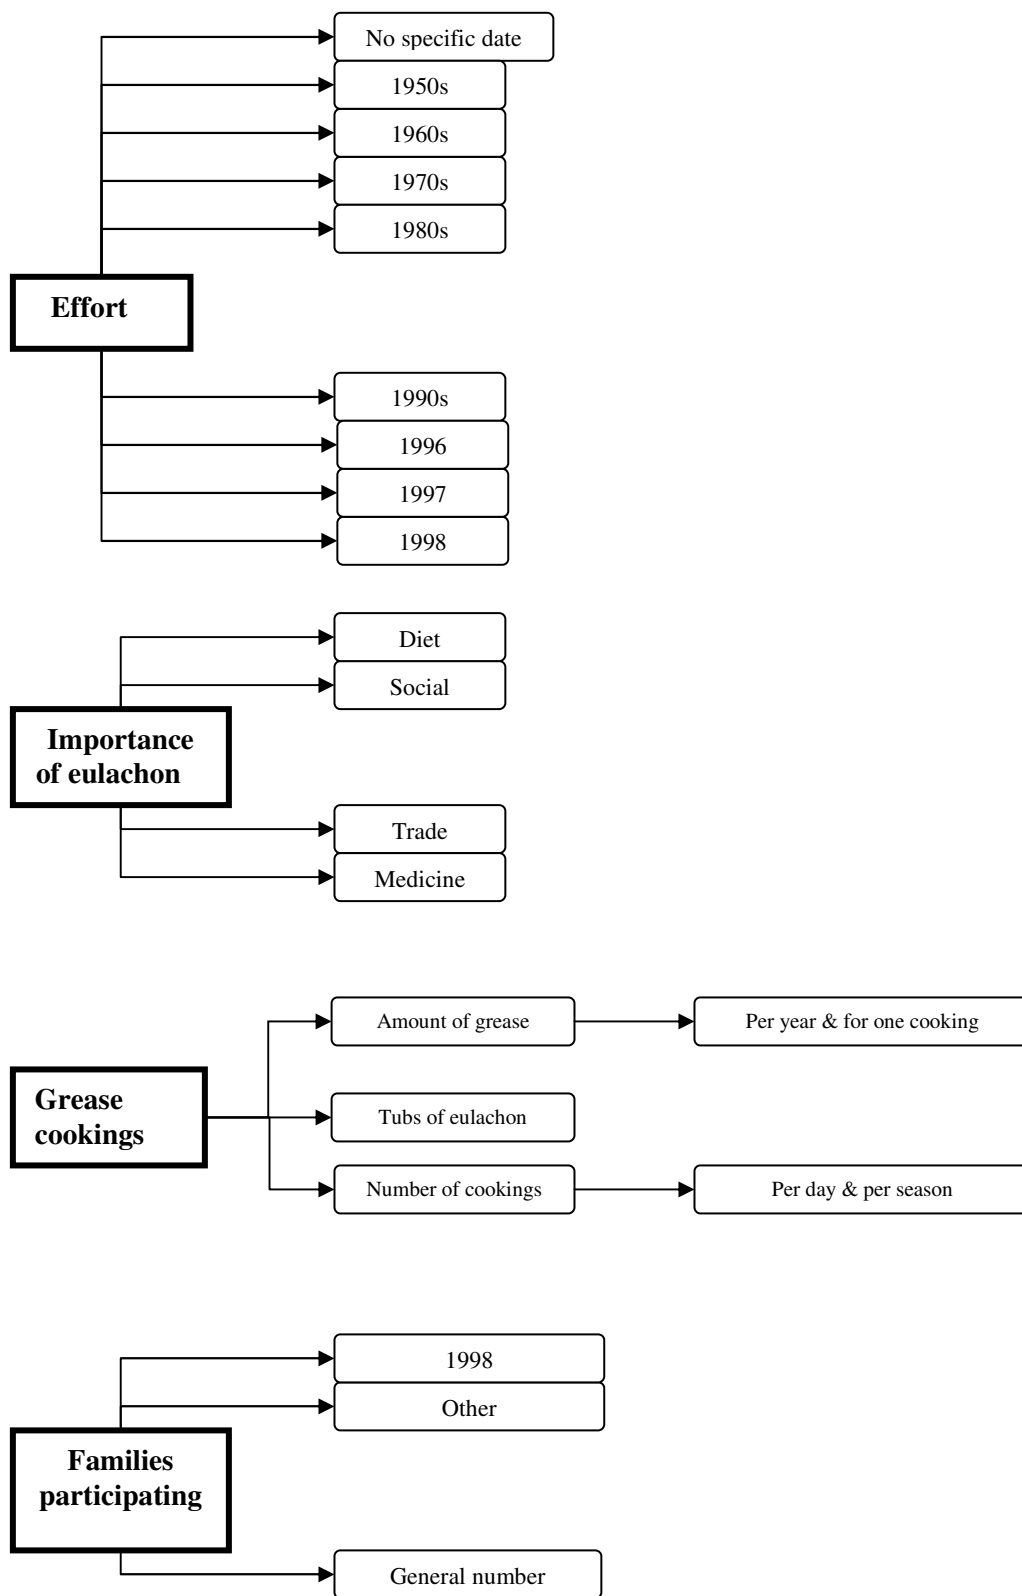 No specific date
1950s
1960s
1970s
1980s
Effort
1990s
1996
1997
1998
Diet
Social
Importance
of eulachon
Trade
Medicine
Amount of grease
Per year & for one cooking
Grease
cookings
Tubs of eulachon
Number of cookings
Per day & per season
1998
Other
Families
participating
General number